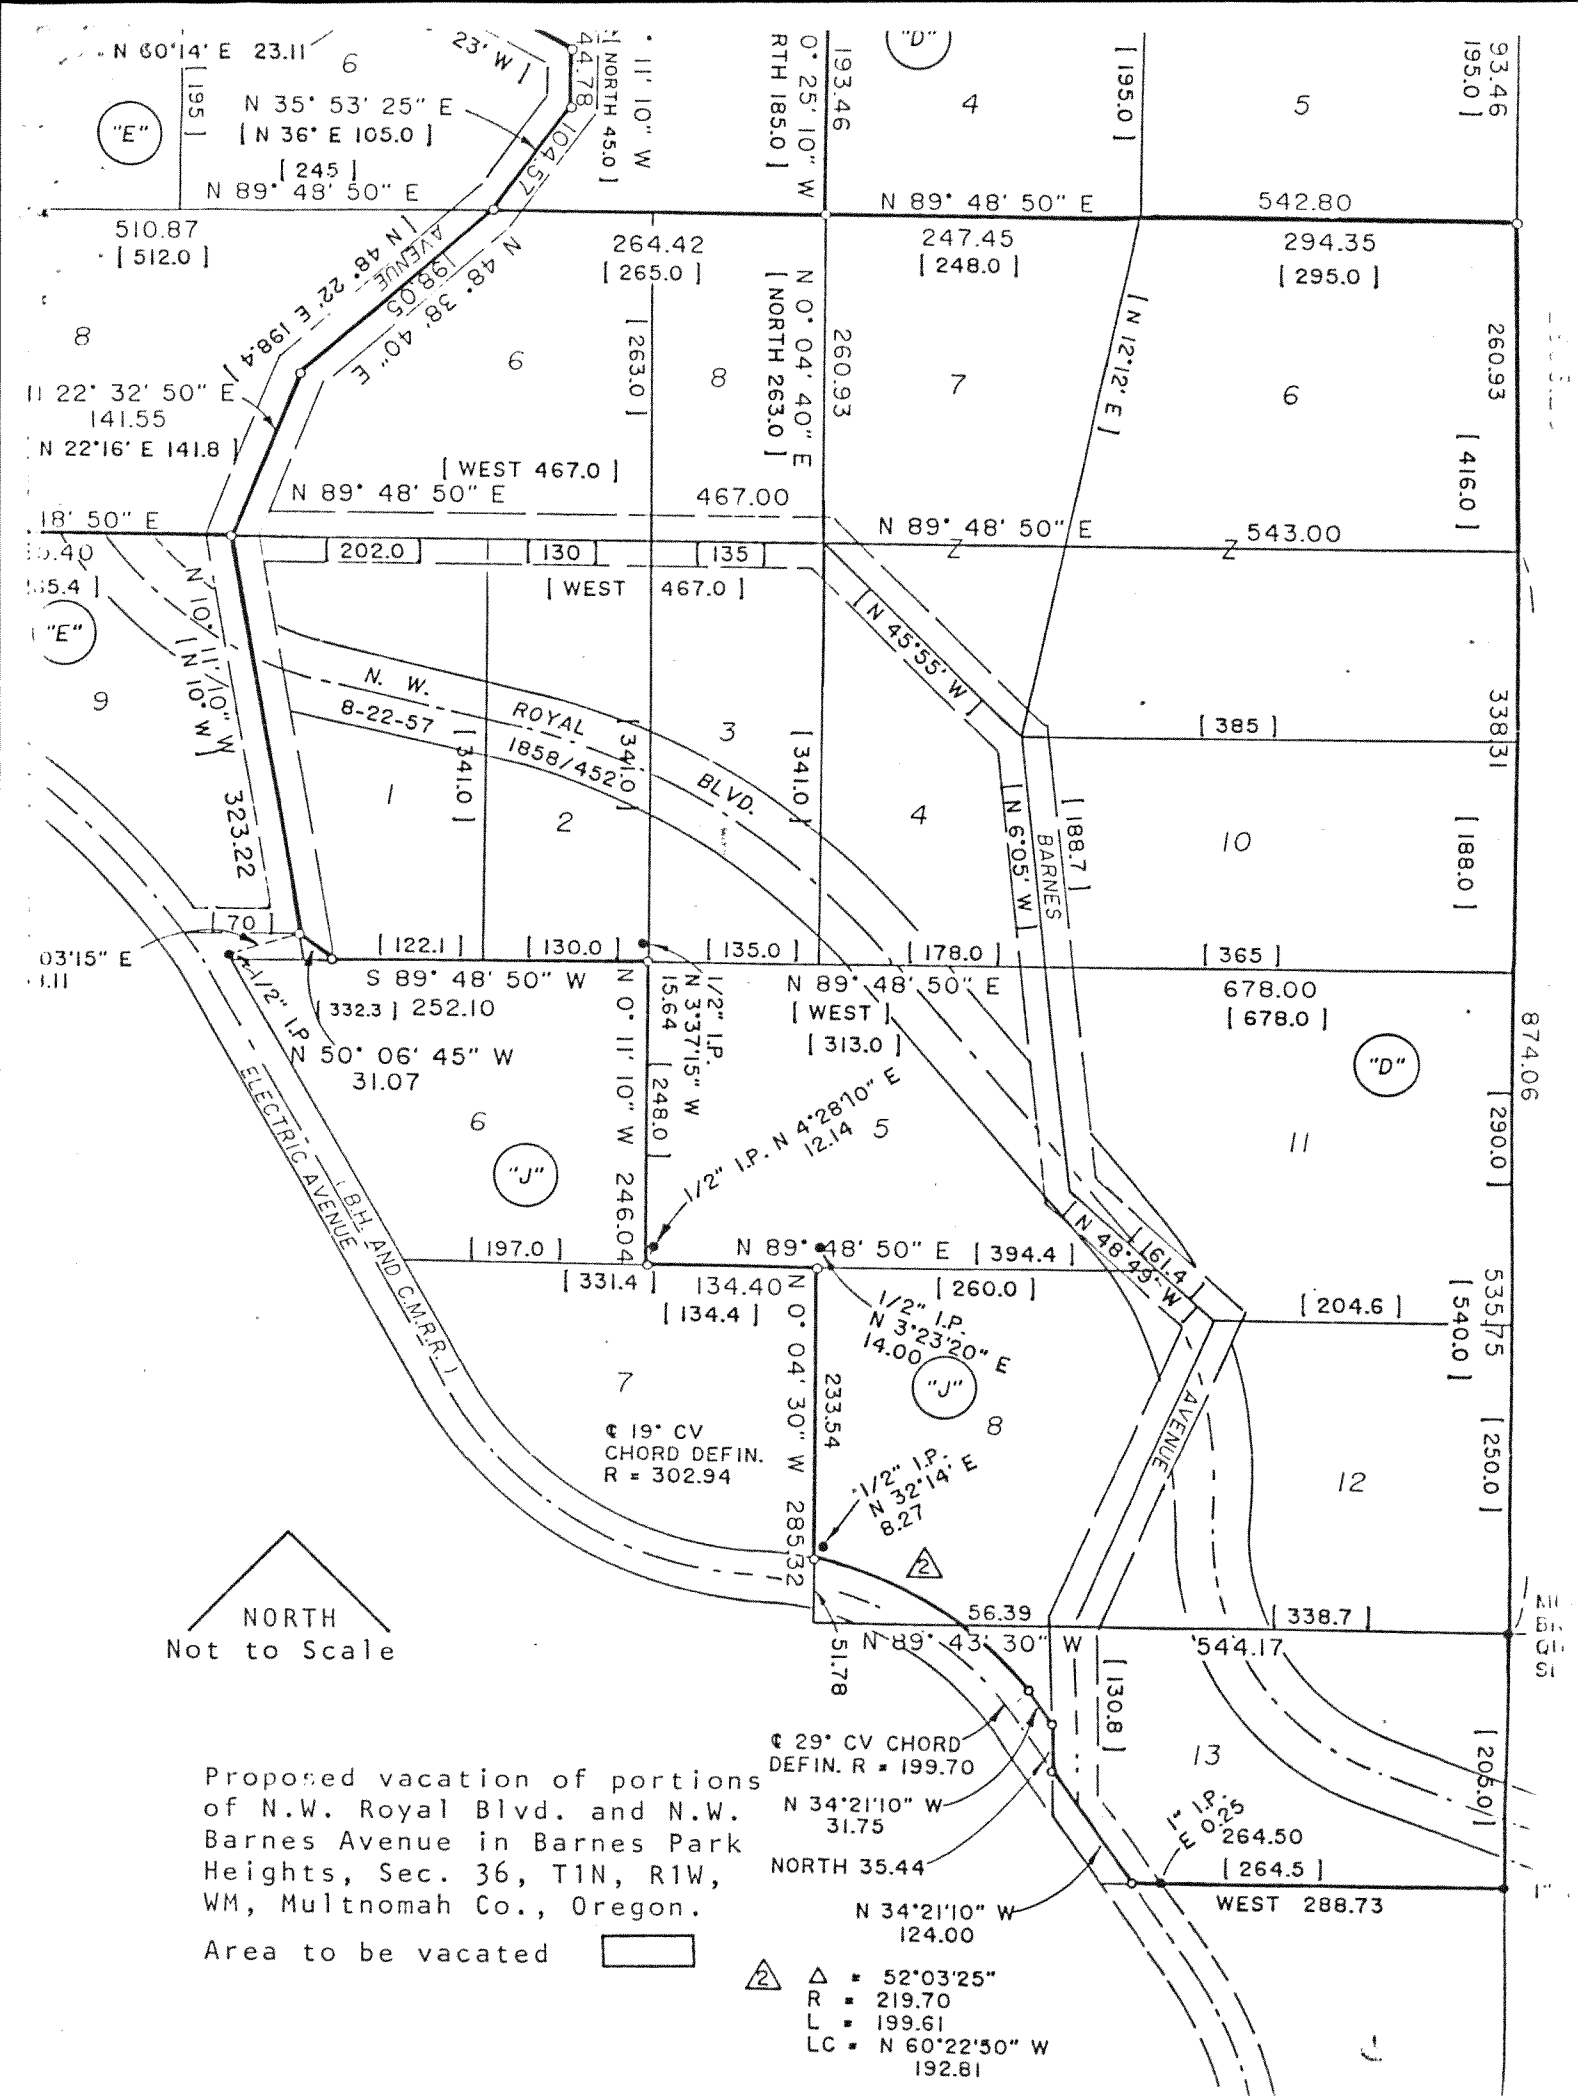 N 60°14' E 23.11
6
23' W ]
44.78
[ NORTH 45.0 ]
11' 10" W
0° 25' 10" W
RTH 185.0 ]
193.46
"D"
4
[ 195.0 ]
5
93.46
195.0 ]
"E"
[ 195 ]
N 35° 53' 25" E
[ N 36° E 105.0 ]
104.57
[ 245 ]
N 89° 48' 50" E
510.87
[ 512.0 ]
AVENUE
[ N 48° 22' E 198.4 ]
198.05
N 48° 38' 40" E
264.42
[ 265.0 ]
N 89° 48' 50" E
542.80
247.45
[ 248.0 ]
294.35
[ 295.0 ]
8
6
[ 263.0 ]
8
N 0° 04' 40" E
[ NORTH 263.0 ]
260.93
7
[ N 12°12' E ]
6
260.93
[ 416.0 ]
22° 32' 50" E
141.55
N 22°16' E 141.8 ]
[ WEST 467.0 ]
N 89° 48' 50" E
467.00
18' 50" E
N 89° 48' 50" E
543.00
Z
Z
.40
5.4 ]
[ 202.0 ]
[ 130 ]
[ 135 ]
[ WEST 467.0 ]
"E"
9
N 10° 11' 10" W
[ N 10° W ]
323.22
N. W.
ROYAL
BLVD.
8-22-57
1858/452
[ N 45°55' W ]
1
[ 341.0 ]
2
[ 341.0 ]
3
[ 341.0 ]
4
[ 385 ]
338.31
[ N 6°05' W ]
BARNES
[ 188.7 ]
10
[ 188.0 ]
[ 70 ]
03'15" E
.11
[ 122.1 ]
[ 130.0 ]
[ 135.0 ]
[ 178.0 ]
[ 365 ]
S 89° 48' 50" W
[ 332.3 ] 252.10
1/2" I.P.
N 50° 06' 45" W
31.07
N 0° 11' 10" W 246.04
1/2" I.P.
N 3°37'15" W
15.64
[ 248.0 ]
N 89° 48' 50" E
[ WEST ]
[ 313.0 ]
678.00
[ 678.0 ]
"D"
874.06
6
"J"
1/2" I.P. N 4°28'10" E
12.14
5
11
[ 290.0 ]
ELECTRIC AVENUE
( B.H. AND C.M.R.R. )
[ 197.0 ]
[ 331.4 ]
N 89° 48' 50" E
[ 394.4 ]
134.40
[ 134.4 ]
[ 260.0 ]
[ N 48°49' W ]
[ 161.4 ]
[ 204.6 ]
535.75
[ 540.0 ]
1/2" I.P.
N 3°23'20" E
14.00
"J"
7
N 0° 04' 30" W 285.32
233.54
8
AVENUE
12
[ 250.0 ]
℄ 19° CV
CHORD DEFIN.
R = 302.94
1/2" I.P.
N 32°14' E
8.27
2
NORTH
Not to Scale
56.39
[ 338.7 ]
N 89° 43' 30" W
544.17
51.78
[ 130.8 ]
℄ 29° CV CHORD
DEFIN. R = 199.70
13
[ 205.0 ]
N 34°21'10" W
31.75
NORTH 35.44
I.P.
E 0.25
264.50
[ 264.5 ]
WEST 288.73
N 34°21'10" W
124.00
Proposed vacation of portions
of N.W. Royal Blvd. and N.W.
Barnes Avenue in Barnes Park
Heights, Sec. 36, T1N, R1W,
WM, Multnomah Co., Oregon.
Area to be vacated
2 Δ = 52°03'25"
R = 219.70
L = 199.61
LC = N 60°22'50" W
192.81